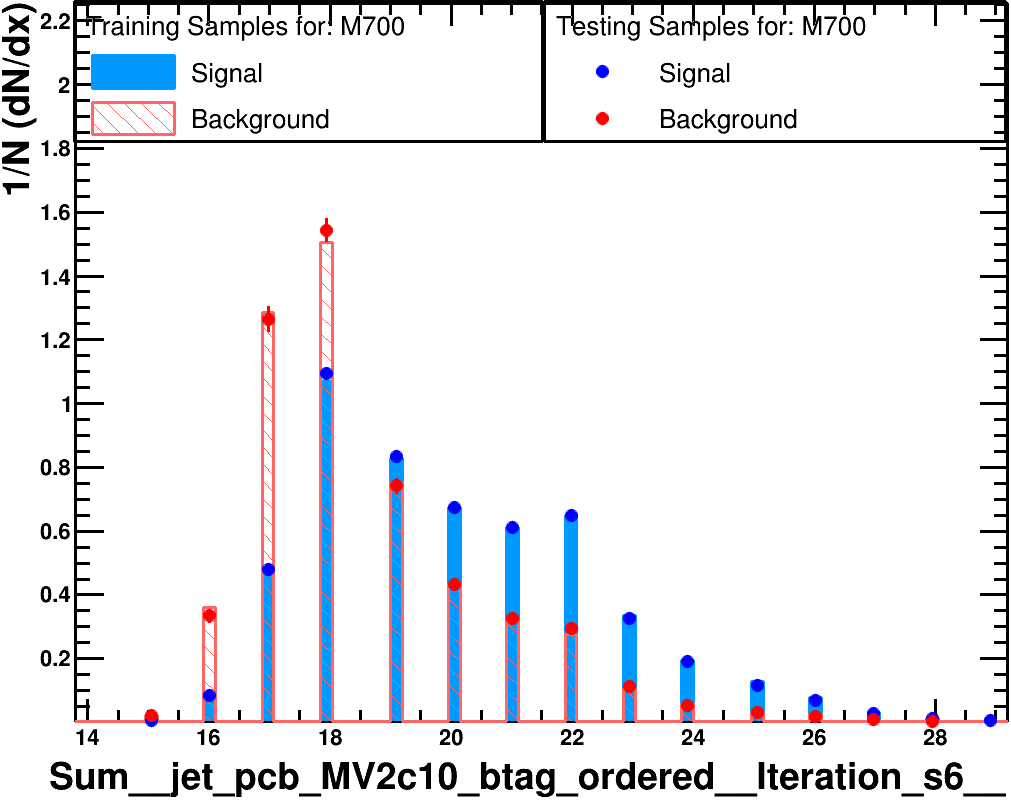 1/N (dN/dx)
Training Samples for: M700
Signal
Background
Testing Samples for: M700
Signal
Background
2.2
2
1.8
1.6
1.4
1.2
1
0.8
0.6
0.4
0.2
14 16 18 20 22 24 26 28
Sum__jet_pcb_MV2c10_btag_ordered__Iteration_s6__